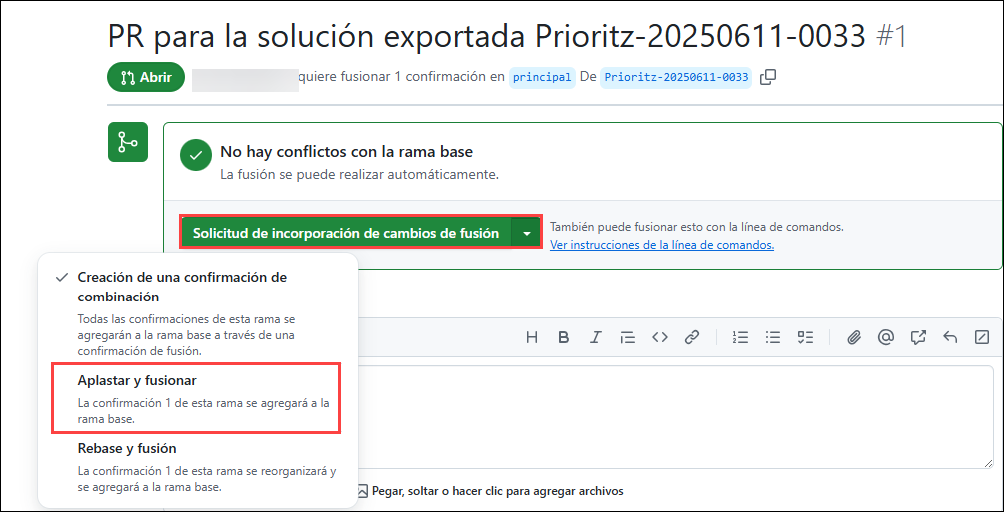 PR para la solución exportada Prioritz-20250611-0033 #1
Abrir quiere fusionar 1 confirmación en principal De Prioritz-20250611-0033
No hay conflictos con la rama base
La fusión se puede realizar automáticamente.
Solicitud de incorporación de cambios de fusión
También puede fusionar esto con la línea de comandos.
Ver instrucciones de la línea de comandos.
Creación de una confirmación de
combinación
Todas las confirmaciones de esta rama se
agregarán a la rama base a través de una
confirmación de fusión.
Aplastar y fusionar
La confirmación 1 de esta rama se agregará a la
rama base.
Rebase y fusión
La confirmación 1 de esta rama se reorganizará y
se agregará a la rama base.
Pegar, soltar o hacer clic para agregar archivos